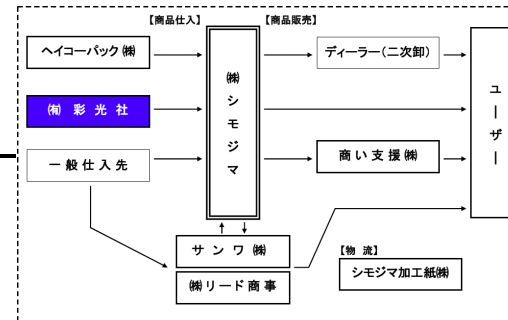 【商品仕入】
【商品販売】
ヘイコーパック㈱
㈱シモジマ
ディーラー(二次卸)
ユーザー
㈲ 彩 光 社
一 般 仕 入 先
商 い 支 援 ㈱
サ ン ワ ㈱
㈱リード商事
【物 流】
シモジマ加工紙㈱